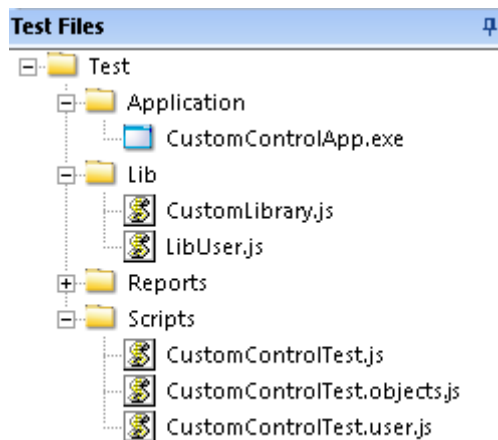 Test Files
Test
Application
CustomControlApp.exe
Lib
CustomLibrary.js
LibUser.js
Reports
Scripts
CustomControlTest.js
CustomControlTest.objects.js
CustomControlTest.user.js